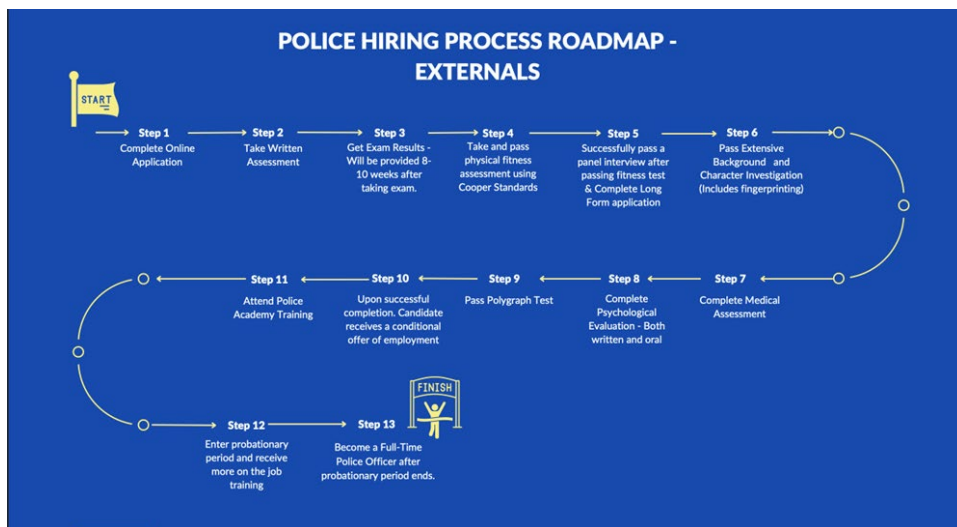 POLICE HIRING PROCESS ROADMAP -
EXTERNALS
START
Step 1
Complete Online
Application
Step 2
Take Written
Assessment
Step 3
Get Exam Results -
Will be provided 8-
10 weeks after
taking exam.
Step 4
Take and pass
physical fitness
assessment using
Cooper Standards
Step 5
Successfully pass a
panel interview after
passing fitness test
& Complete Long
Form application
Step 6
Pass Extensive
Background and
Character Investigation
(Includes fingerprinting)
Step 7
Complete Medical
Assessment
Step 8
Complete
Psychological
Evaluation - Both
written and oral
Step 9
Pass Polygraph Test
Step 10
Upon successful
completion, Candidate
receives a conditional
offer of employment
Step 11
Attend Police
Academy Training
Step 12
Enter probationary
period and receive
more on the job
training
Step 13
Become a Full-Time
Police Officer after
probationary period ends.
FINISH